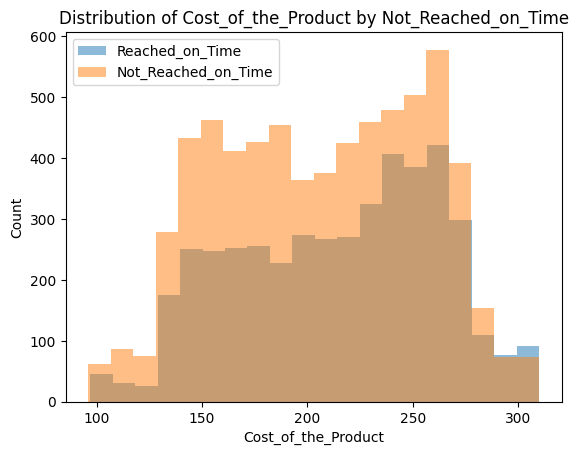 Distribution of Cost_of_the_Product by Not_Reached_on_Time
Reached_on_Time
Not_Reached_on_Time
Count
600
500
400
300
200
100
0
100 150 200 250 300
Cost_of_the_Product